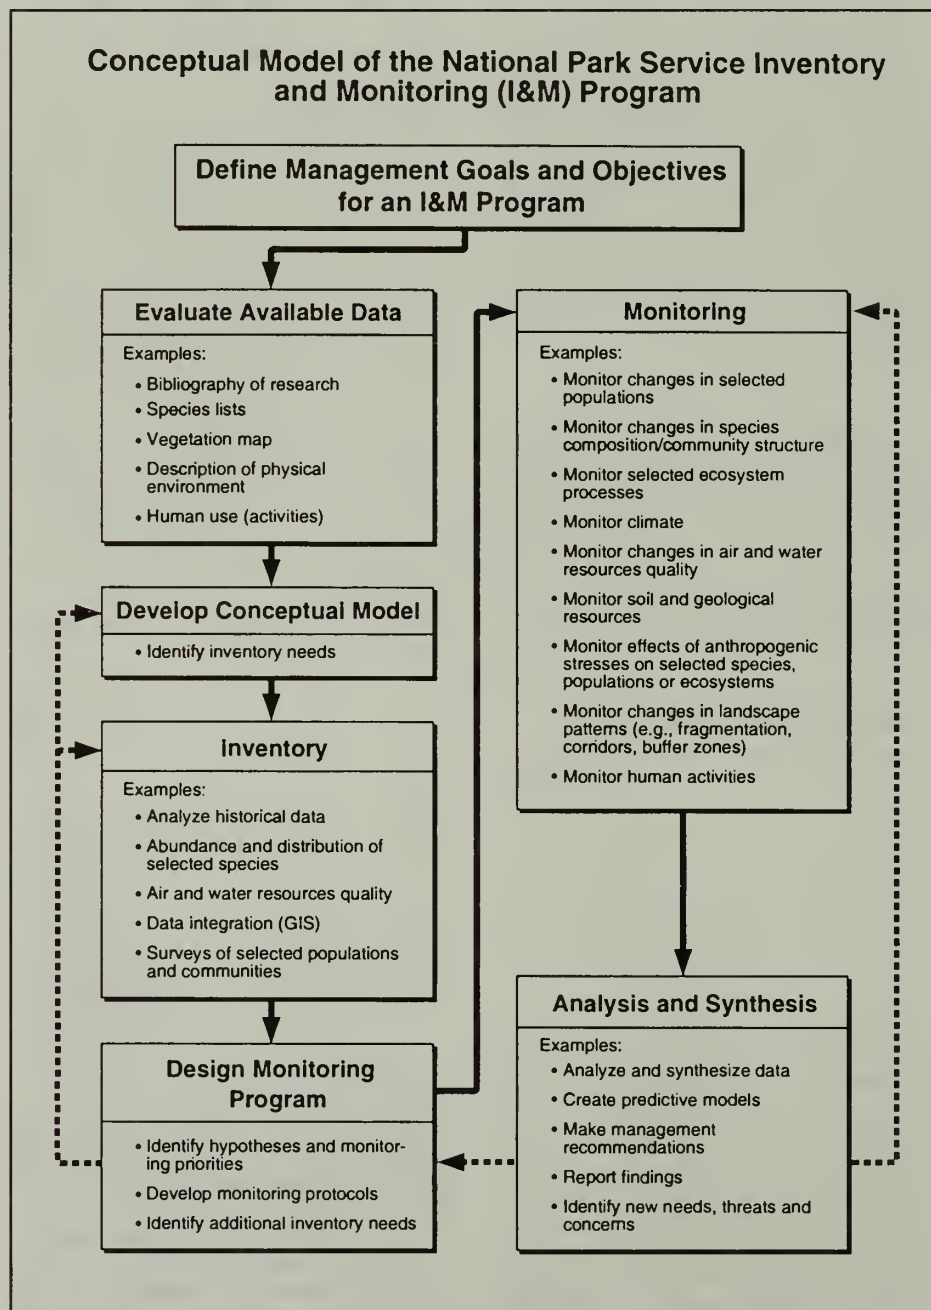 Conceptual Model of the National Park Service Inventory
and Monitoring (I&M) Program
Define Management Goals and Objectives
for an I&M Program
Evaluate Available Data
Examples:
• Bibliography of research
• Species lists
• Vegetation map
• Description of physical
environment
• Human use (activities)
Develop Conceptual Model
• Identify inventory needs
Inventory
Examples:
• Analyze historical data
• Abundance and distribution of
selected species
• Air and water resources quality
• Data integration (GIS)
• Surveys of selected populations
and communities
Design Monitoring
Program
• Identify hypotheses and monitor-
ing priorities
• Develop monitoring protocols
• Identify additional inventory needs
Monitoring
Examples:
• Monitor changes in selected
populations
• Monitor changes in species
composition/community structure
• Monitor selected ecosystem
processes
• Monitor climate
• Monitor changes in air and water
resources quality
• Monitor soil and geological
resources
• Monitor effects of anthropogenic
stresses on selected species,
populations or ecosystems
• Monitor changes in landscape
patterns (e.g., fragmentation,
corridors, buffer zones)
• Monitor human activities
Analysis and Synthesis
Examples:
• Analyze and synthesize data
• Create predictive models
• Make management
recommendations
• Report findings
• Identify new needs, threats and
concerns